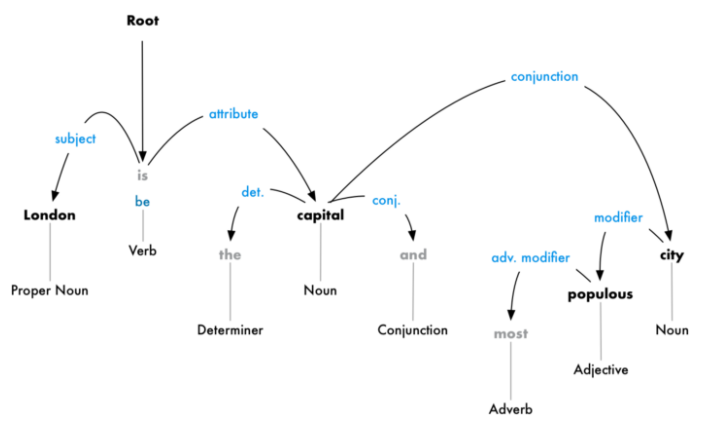 Root
conjunction
attribute
subject
is
det.
conj.
be
London
capital
modifier
Verb
the
and
adv. modifier
city
Proper Noun
Noun
populous
Determiner
Conjunction
most
Noun
Adjective
Adverb